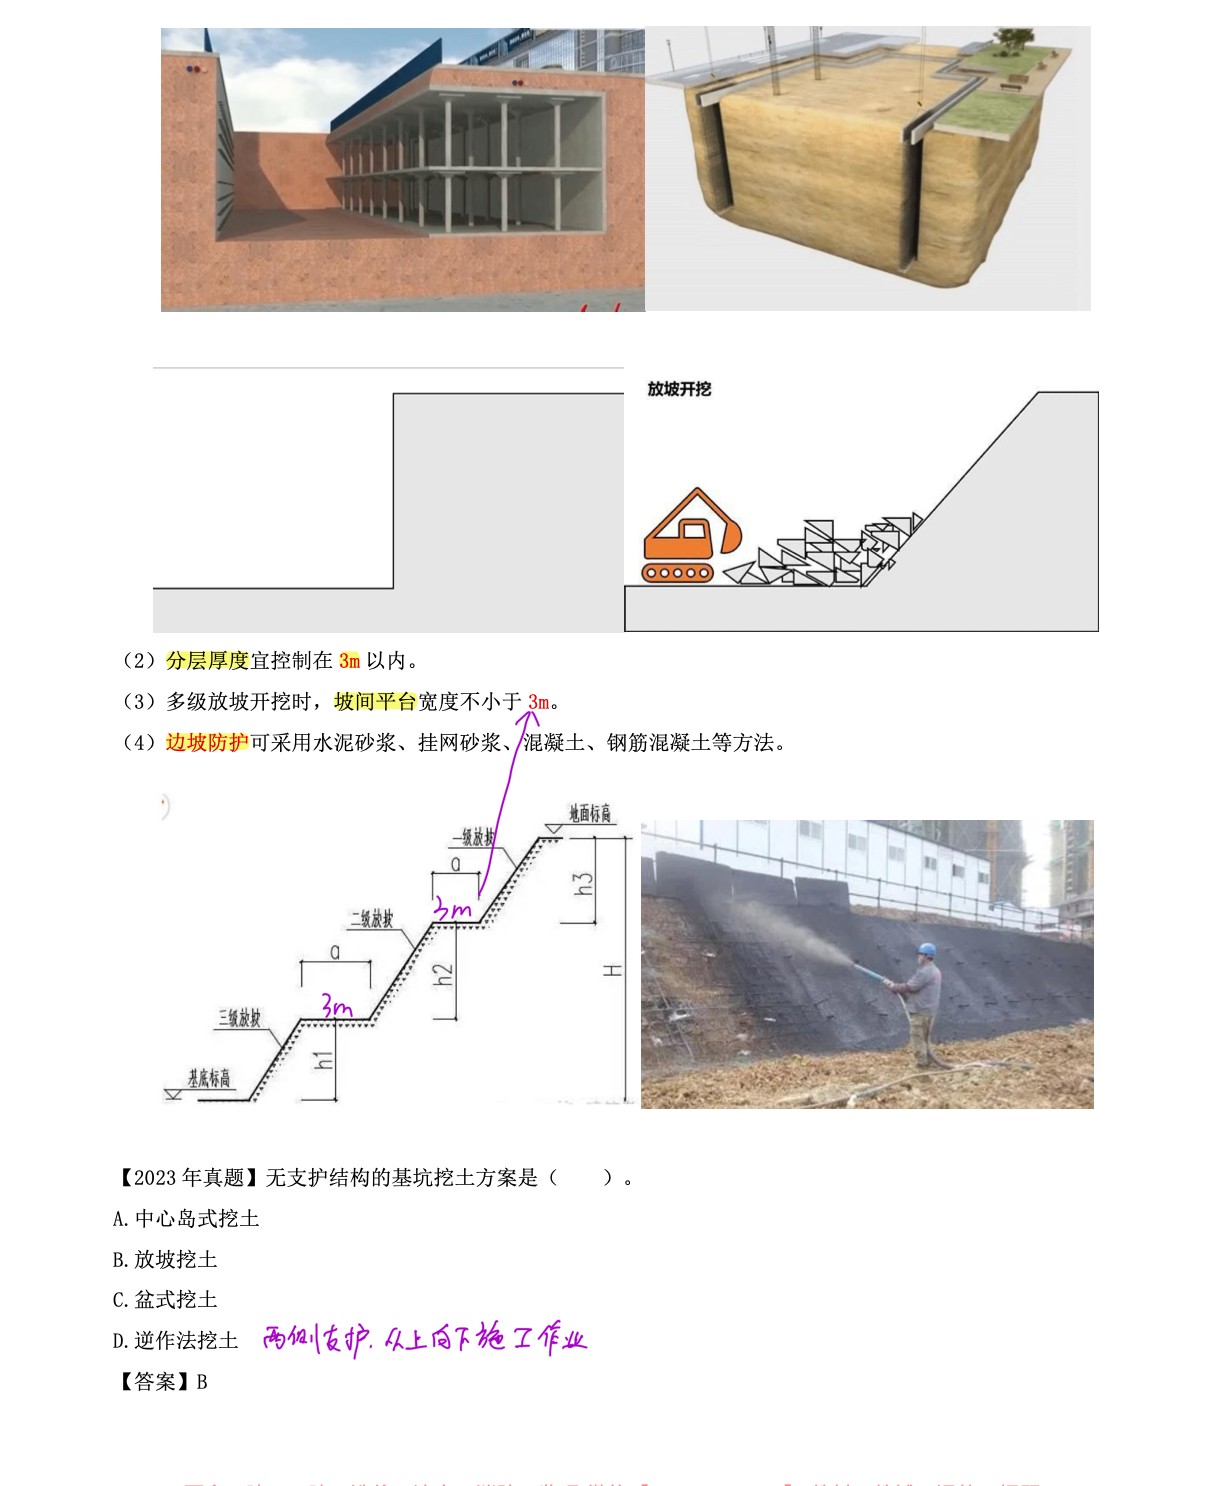 放坡开挖
（2）分层厚度宜控制在 3m 以内。
（3）多级放坡开挖时，坡间平台宽度不小于 3m。
（4）边坡防护可采用水泥砂浆、挂网砂浆、混凝土、钢筋混凝土等方法。
地面标高
一级放坡
a
h3
3m
二级放坡
a
h2
H
3m
三级放坡
h1
基底标高
【2023 年真题】无支护结构的基坑挖土方案是（　　）。
A.中心岛式挖土
B.放坡挖土
C.盆式挖土
D.逆作法挖土 两侧支护.从上向下施工作业
【答案】B